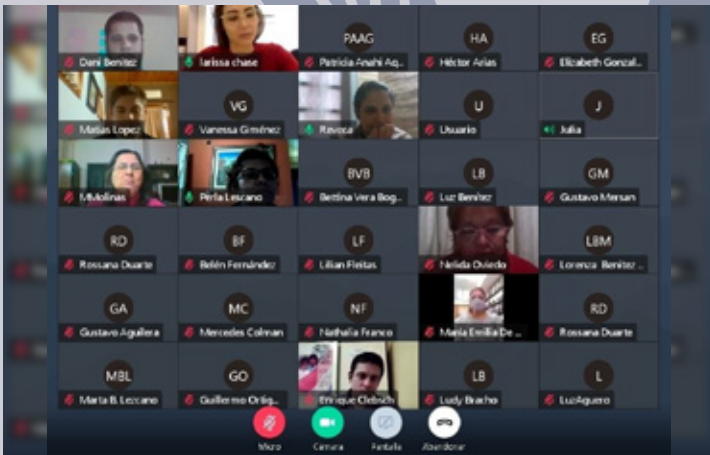 Dani Benitez
larissa chase
PAAG
Patricia Anahi Aq...
HA
Héctor Arias
EG
Elizabeth Gonzal...
Matias Lopez
VG
Vanessa Giménez
Reveca
U
Usuario
J
Julia
MMolinas
Perla Lescano
BVB
Bettina Vera Bog...
LB
Luz Benitez
GM
Gustavo Mersan
RD
Rossana Duarte
BF
Belén Fernández
LF
Lilian Fleitas
Nelida Oviedo
LBM
Lorenza Benitez ...
GA
Gustavo Aguilera
MC
Mercedes Colman
NF
Nathalia Franco
Maria Emilia De ...
RD
Rossana Duarte
MBL
Marta B. Lezcano
GO
Guillermo Ortig...
Enrique Clebsch
LB
Ludy Bracho
L
LuzAguero
Micro
Cámara
Pantalla
Abandonar